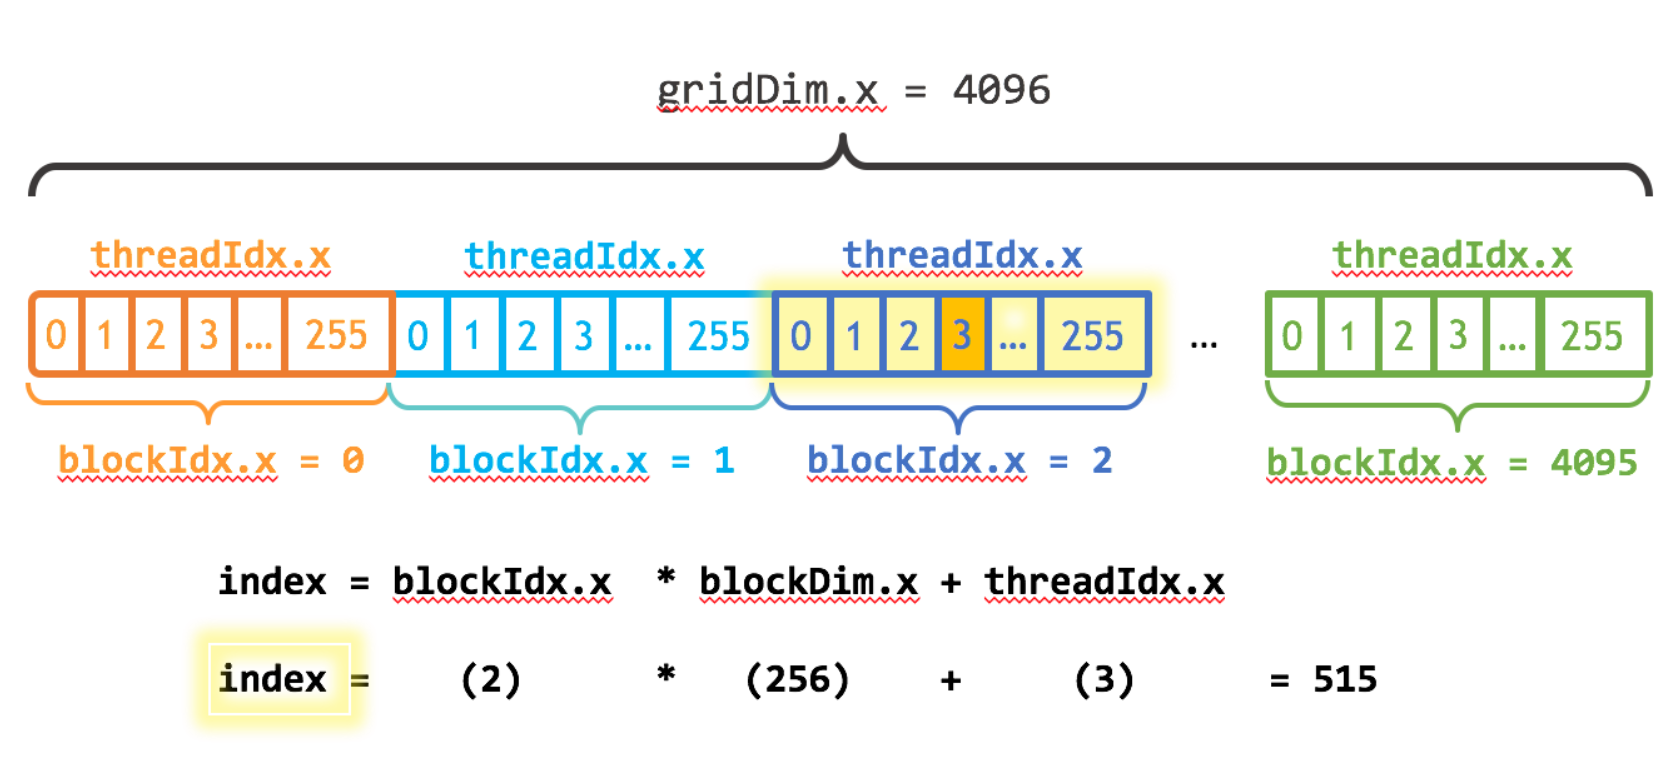 gridDim.x = 4096
threadIdx.x threadIdx.x threadIdx.x threadIdx.x
0 1 2 3 ... 255 0 1 2 3 ... 255 0 1 2 3 ... 255 ... 0 1 2 3 ... 255
blockIdx.x = 0 blockIdx.x = 1 blockIdx.x = 2 blockIdx.x = 4095
index = blockIdx.x * blockDim.x + threadIdx.x
index = (2) * (256) + (3) = 515